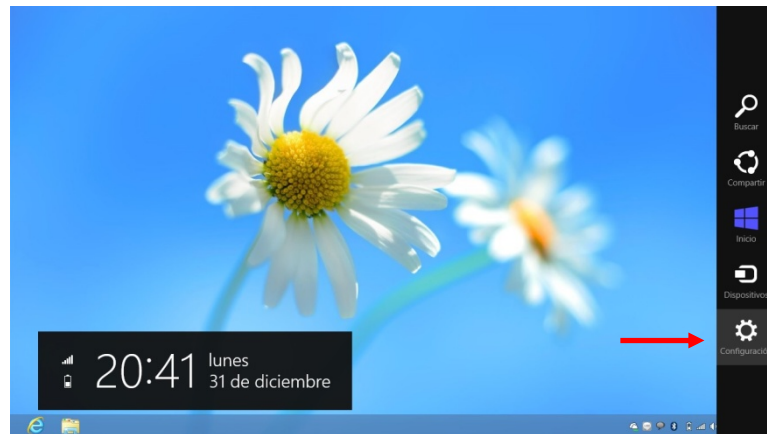 Buscar
Compartir
Inicio
Dispositivos
Configuració
20:41
lunes
31 de diciembre